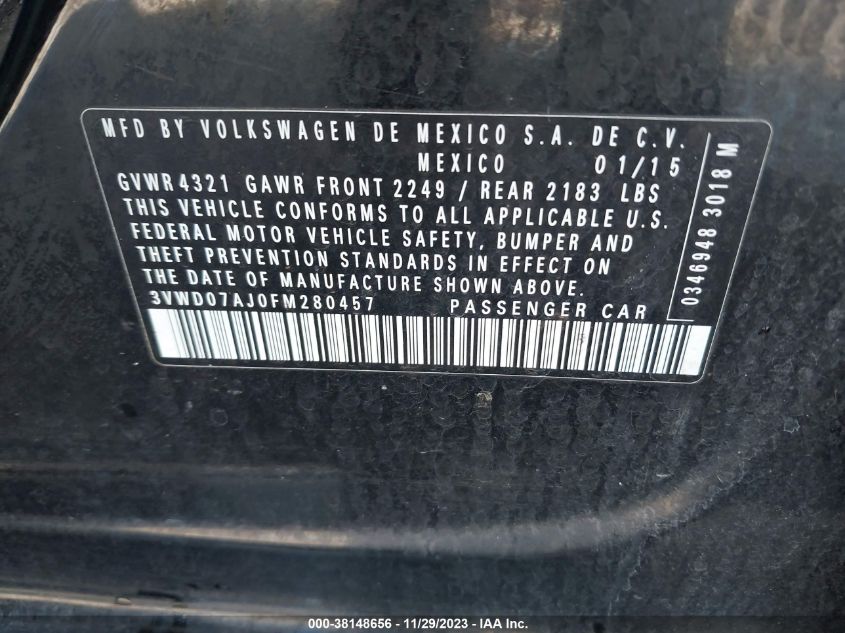 MFD BY VOLKSWAGEN DE MEXICO S.A. DE C.V.
MEXICO 01/15
GVWR 4321 GAWR FRONT 2249 / REAR 2183 LBS
THIS VEHICLE CONFORMS TO ALL APPLICABLE U.S.
FEDERAL MOTOR VEHICLE SAFETY, BUMPER AND
THEFT PREVENTION STANDARDS IN EFFECT ON
THE DATE OF MANUFACTURE SHOWN ABOVE.
3VWD07AJ0FM280457 PASSENGER CAR
0346948 3018 M
000-38148656 - 11/29/2023 - IAA Inc.